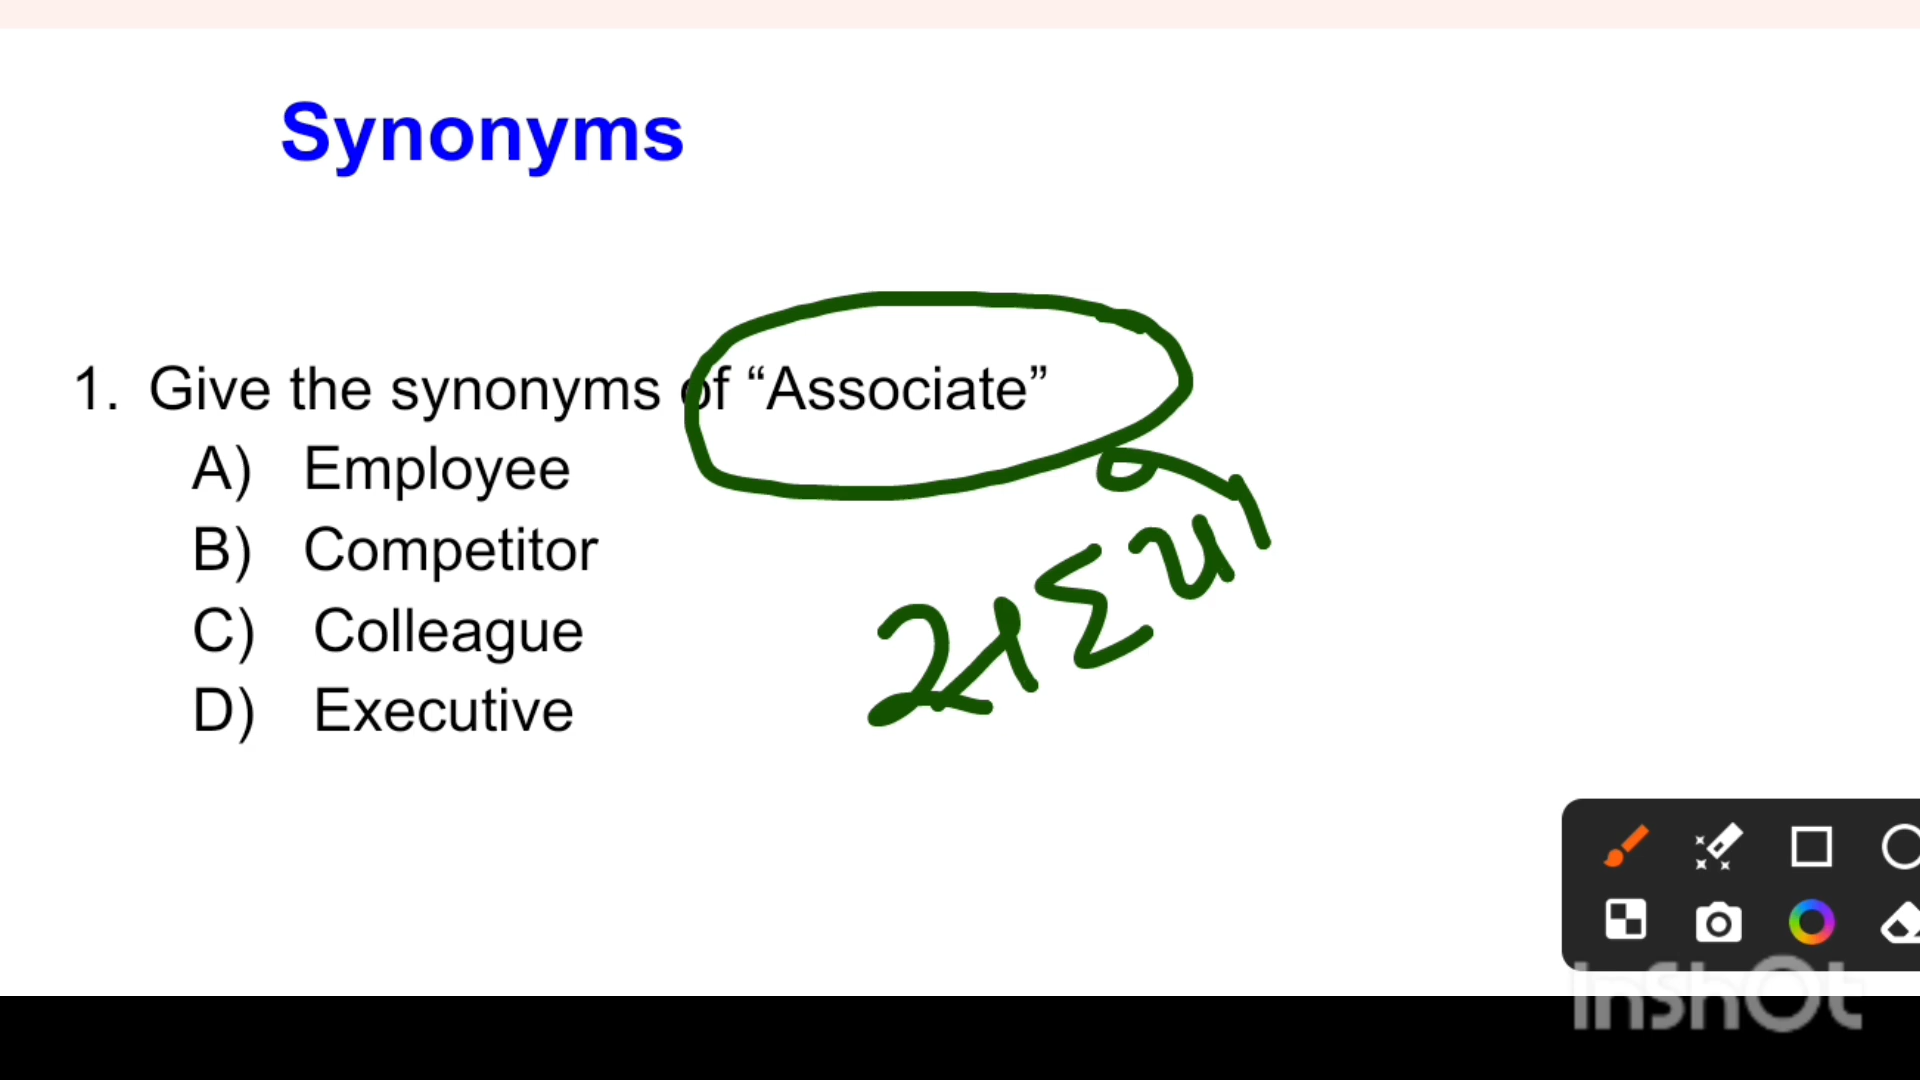 Synonyms
1. Give the synonyms of “Associate”
A) Employee
B) Competitor
C) Colleague
D) Executive
InShOt